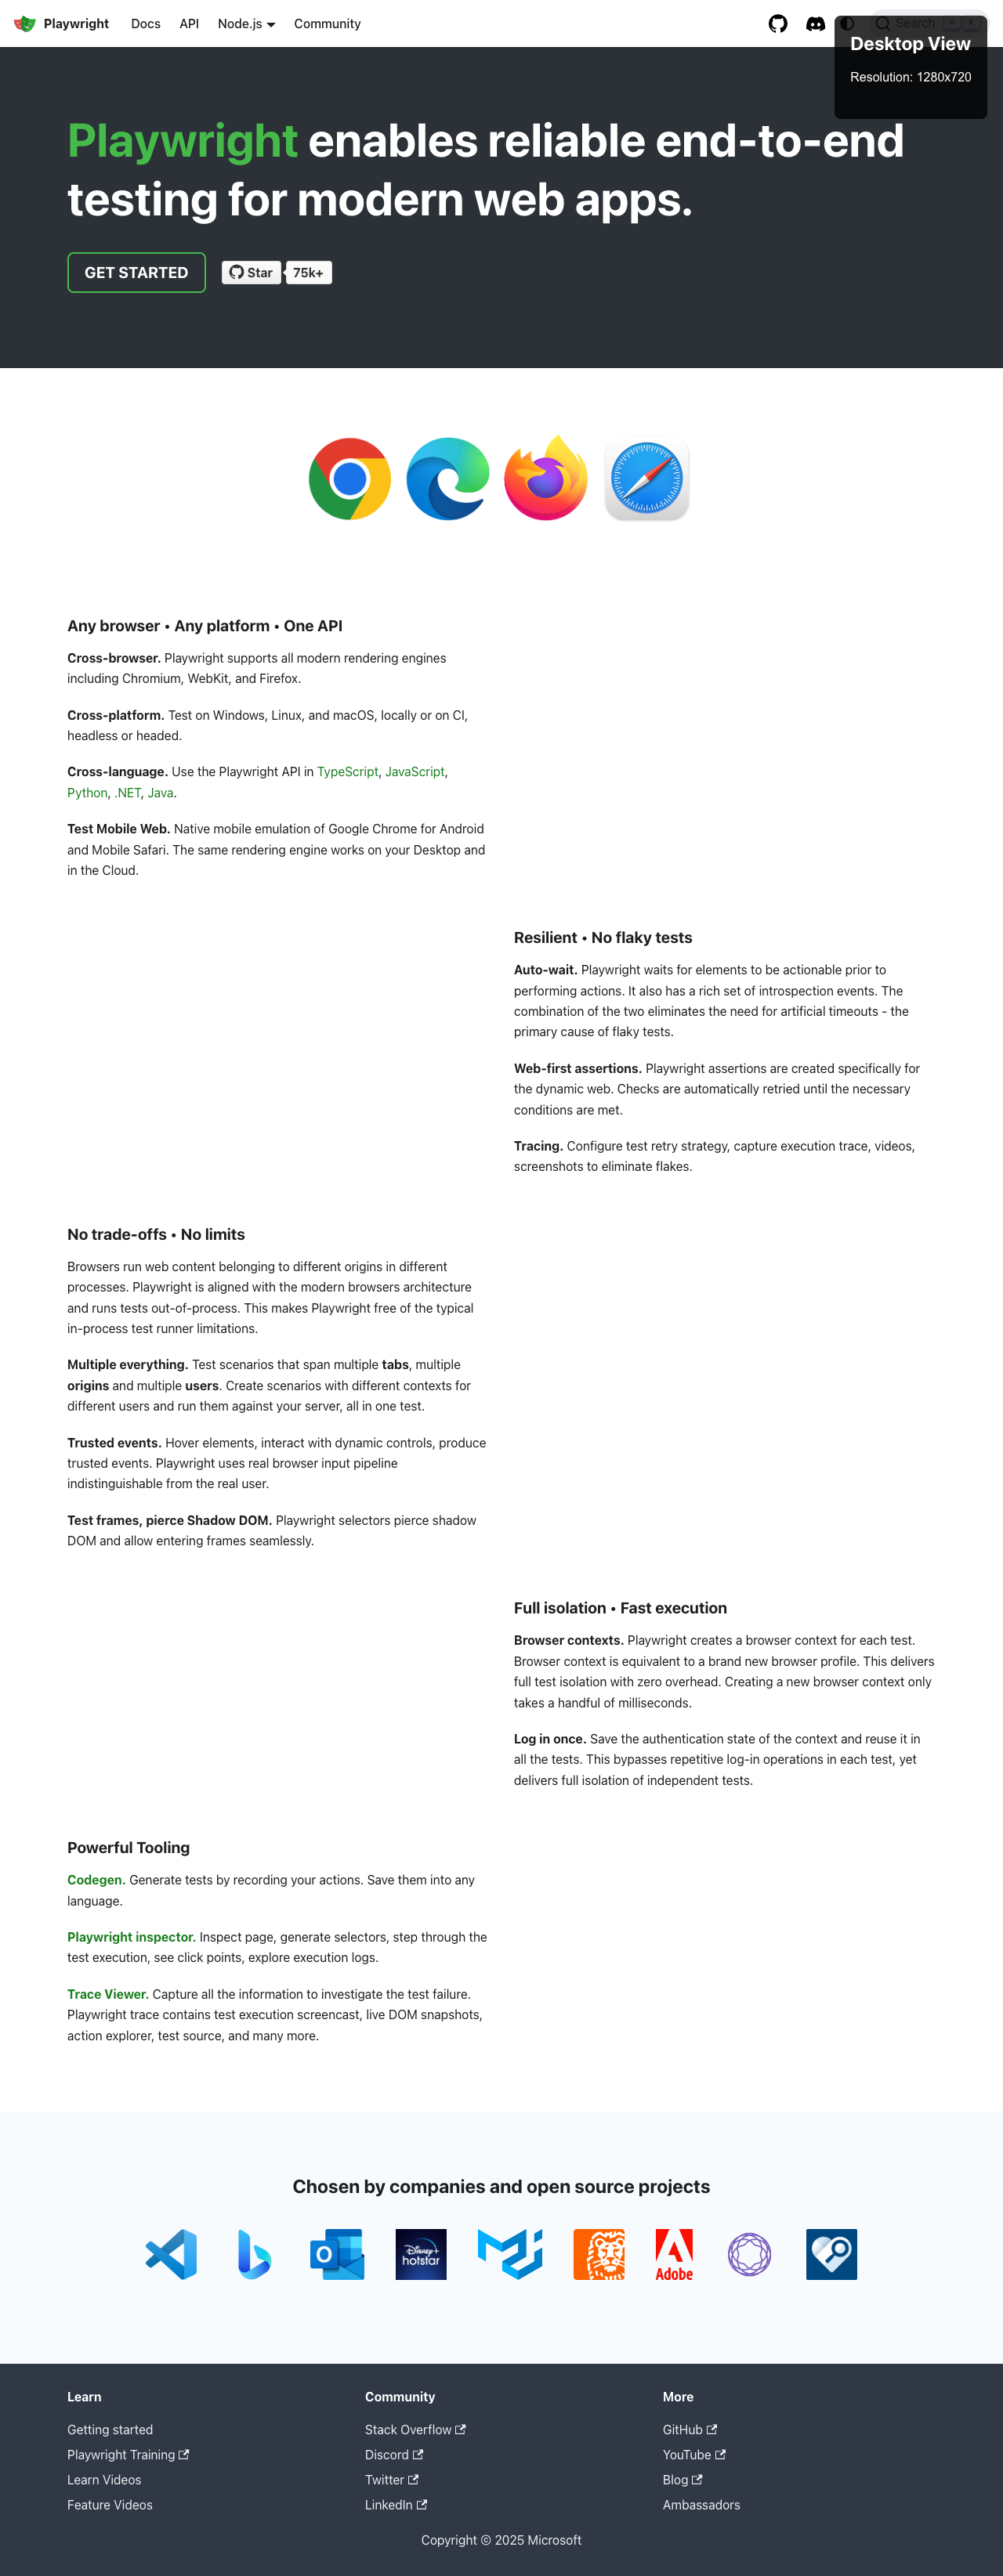 Playwright Docs API Node.js Community Search
Desktop View
Resolution: 1280x720
Playwright enables reliable end-to-end
testing for modern web apps.
GET STARTED Star 75k+
Any browser • Any platform • One API
Cross-browser. Playwright supports all modern rendering engines
including Chromium, WebKit, and Firefox.
Cross-platform. Test on Windows, Linux, and macOS, locally or on CI,
headless or headed.
Cross-language. Use the Playwright API in TypeScript, JavaScript,
Python, .NET, Java.
Test Mobile Web. Native mobile emulation of Google Chrome for Android
and Mobile Safari. The same rendering engine works on your Desktop and
in the Cloud.
Resilient • No flaky tests
Auto-wait. Playwright waits for elements to be actionable prior to
performing actions. It also has a rich set of introspection events. The
combination of the two eliminates the need for artificial timeouts - the
primary cause of flaky tests.
Web-first assertions. Playwright assertions are created specifically for
the dynamic web. Checks are automatically retried until the necessary
conditions are met.
Tracing. Configure test retry strategy, capture execution trace, videos,
screenshots to eliminate flakes.
No trade-offs • No limits
Browsers run web content belonging to different origins in different
processes. Playwright is aligned with the modern browsers architecture
and runs tests out-of-process. This makes Playwright free of the typical
in-process test runner limitations.
Multiple everything. Test scenarios that span multiple tabs, multiple
origins and multiple users. Create scenarios with different contexts for
different users and run them against your server, all in one test.
Trusted events. Hover elements, interact with dynamic controls, produce
trusted events. Playwright uses real browser input pipeline
indistinguishable from the real user.
Test frames, pierce Shadow DOM. Playwright selectors pierce shadow
DOM and allow entering frames seamlessly.
Full isolation • Fast execution
Browser contexts. Playwright creates a browser context for each test.
Browser context is equivalent to a brand new browser profile. This delivers
full test isolation with zero overhead. Creating a new browser context only
takes a handful of milliseconds.
Log in once. Save the authentication state of the context and reuse it in
all the tests. This bypasses repetitive log-in operations in each test, yet
delivers full isolation of independent tests.
Powerful Tooling
Codegen. Generate tests by recording your actions. Save them into any
language.
Playwright inspector. Inspect page, generate selectors, step through the
test execution, see click points, explore execution logs.
Trace Viewer. Capture all the information to investigate the test failure.
Playwright trace contains test execution screencast, live DOM snapshots,
action explorer, test source, and many more.
Chosen by companies and open source projects
O
Disney+
hotstar
Adobe
Learn
Getting started
Playwright Training
Learn Videos
Feature Videos
Community
Stack Overflow
Discord
Twitter
LinkedIn
More
GitHub
YouTube
Blog
Ambassadors
Copyright © 2025 Microsoft